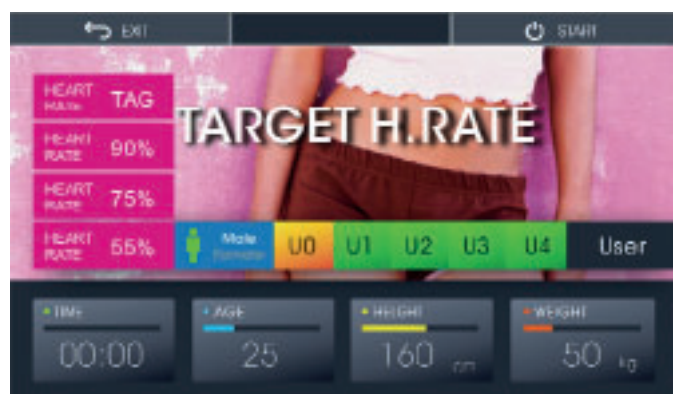 EXIT
START
TARGET H.RATE
HEART
RATE
TAG
HEART
RATE
90%
HEART
RATE
75%
HEART
RATE
55%
Male
Female
U0
U1
U2
U3
U4
User
TIME
00:00
AGE
25
HEIGHT
160 cm
WEIGHT
50 kg